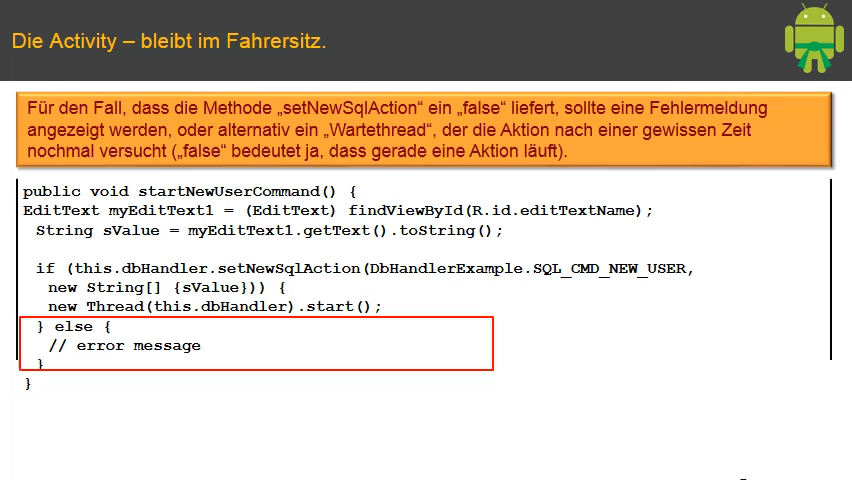 Die Activity – bleibt im Fahrersitz.
Für den Fall, dass die Methode „setNewSqlAction“ ein „false“ liefert, sollte eine Fehlermeldung
angezeigt werden, oder alternativ ein „Wartethread“, der die Aktion nach einer gewissen Zeit
nochmal versucht („false“ bedeutet ja, dass gerade eine Aktion läuft).
public void startNewUserCommand() {
EditText myEditText1 = (EditText) findViewById(R.id.editTextName);
String sValue = myEditText1.getText().toString();
if (this.dbHandler.setNewSqlAction(DbHandlerExample.SQL_CMD_NEW_USER,
new String[] {sValue})) {
new Thread(this.dbHandler).start();
} else {
// error message
}
}